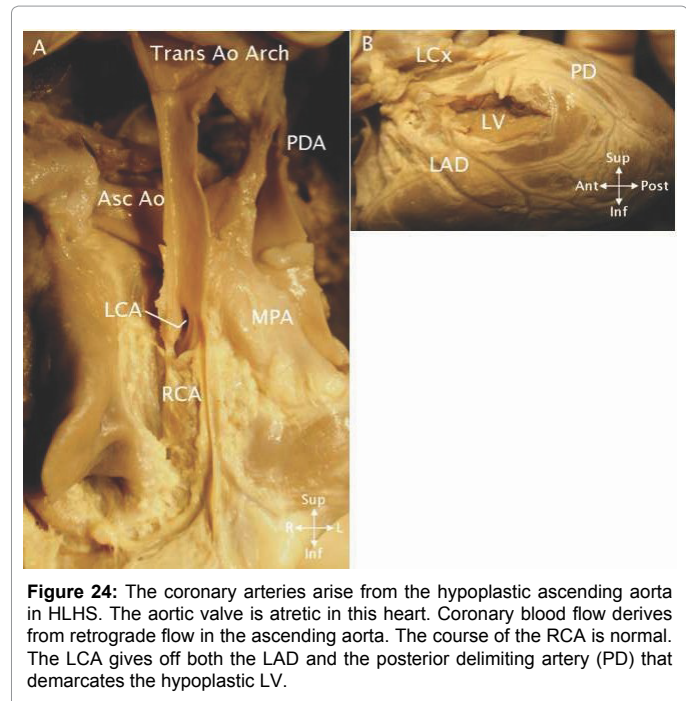 A
Trans Ao Arch
PDA
Asc Ao
LCA
MPA
RCA
Sup
R L
Inf
B
LCx
PD
LV
LAD
Sup
Ant Post
Inf
Figure 24: The coronary arteries arise from the hypoplastic ascending aorta
in HLHS. The aortic valve is atretic in this heart. Coronary blood flow derives
from retrograde flow in the ascending aorta. The course of the RCA is normal.
The LCA gives off both the LAD and the posterior delimiting artery (PD) that
demarcates the hypoplastic LV.